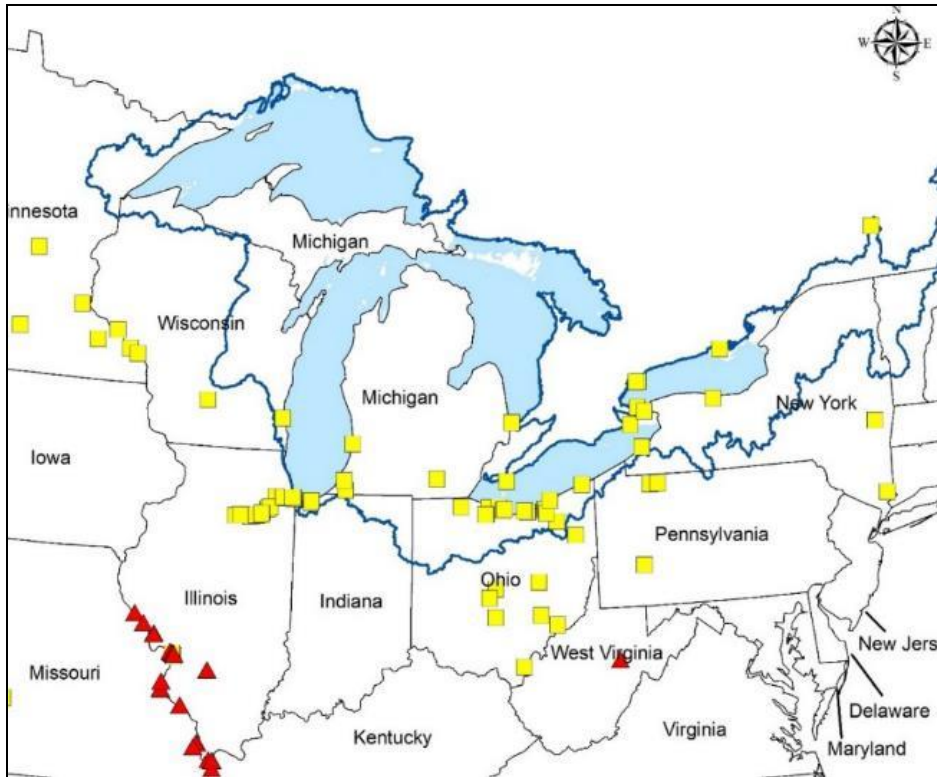 N
W E
S
nnesota
Michigan
Wisconsin
Michigan
New York
Iowa
Pennsylvania
Ohio
Illinois
Indiana
New Jers
West Virginia
Missouri
Delaware
Virginia
Kentucky
Maryland